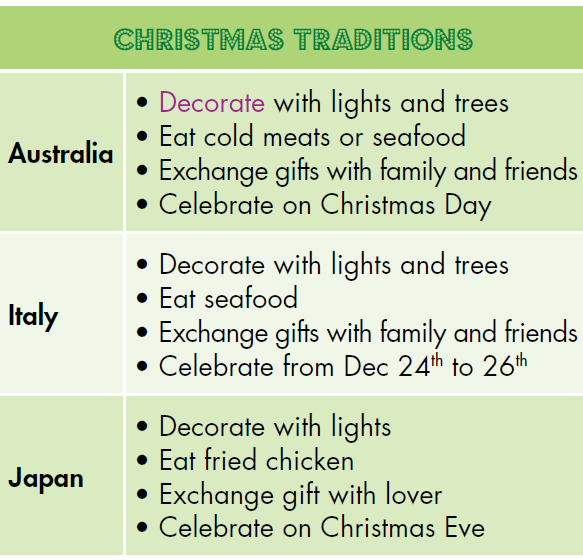 CHRISTMAS TRADITIONS
Australia
• Decorate with lights and trees
• Eat cold meats or seafood
• Exchange gifts with family and friends
• Celebrate on Christmas Day
Italy
• Decorate with lights and trees
• Eat seafood
• Exchange gifts with family and friends
• Celebrate from Dec 24th to 26th
Japan
• Decorate with lights
• Eat fried chicken
• Exchange gift with lover
• Celebrate on Christmas Eve